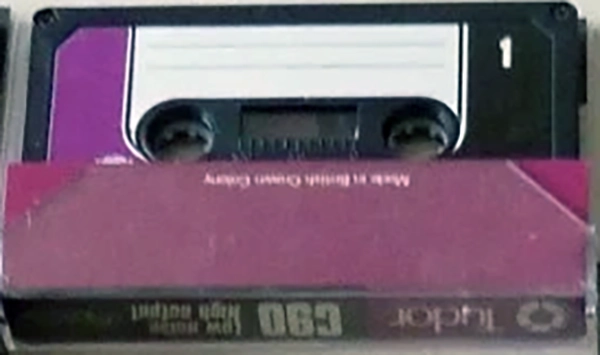 1
Made in British Crown Colony
Tudor C90 Low noise
High output